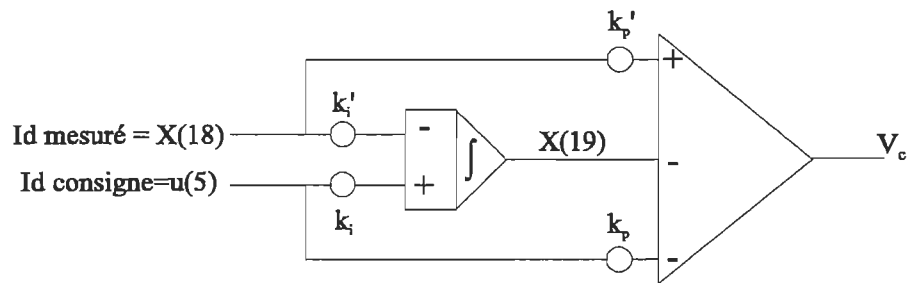 kp'
+
ki'
Id mesuré = X(18)
-
∫
X(19)
-
Vc
Id consigne=u(5)
+
ki
kp
-